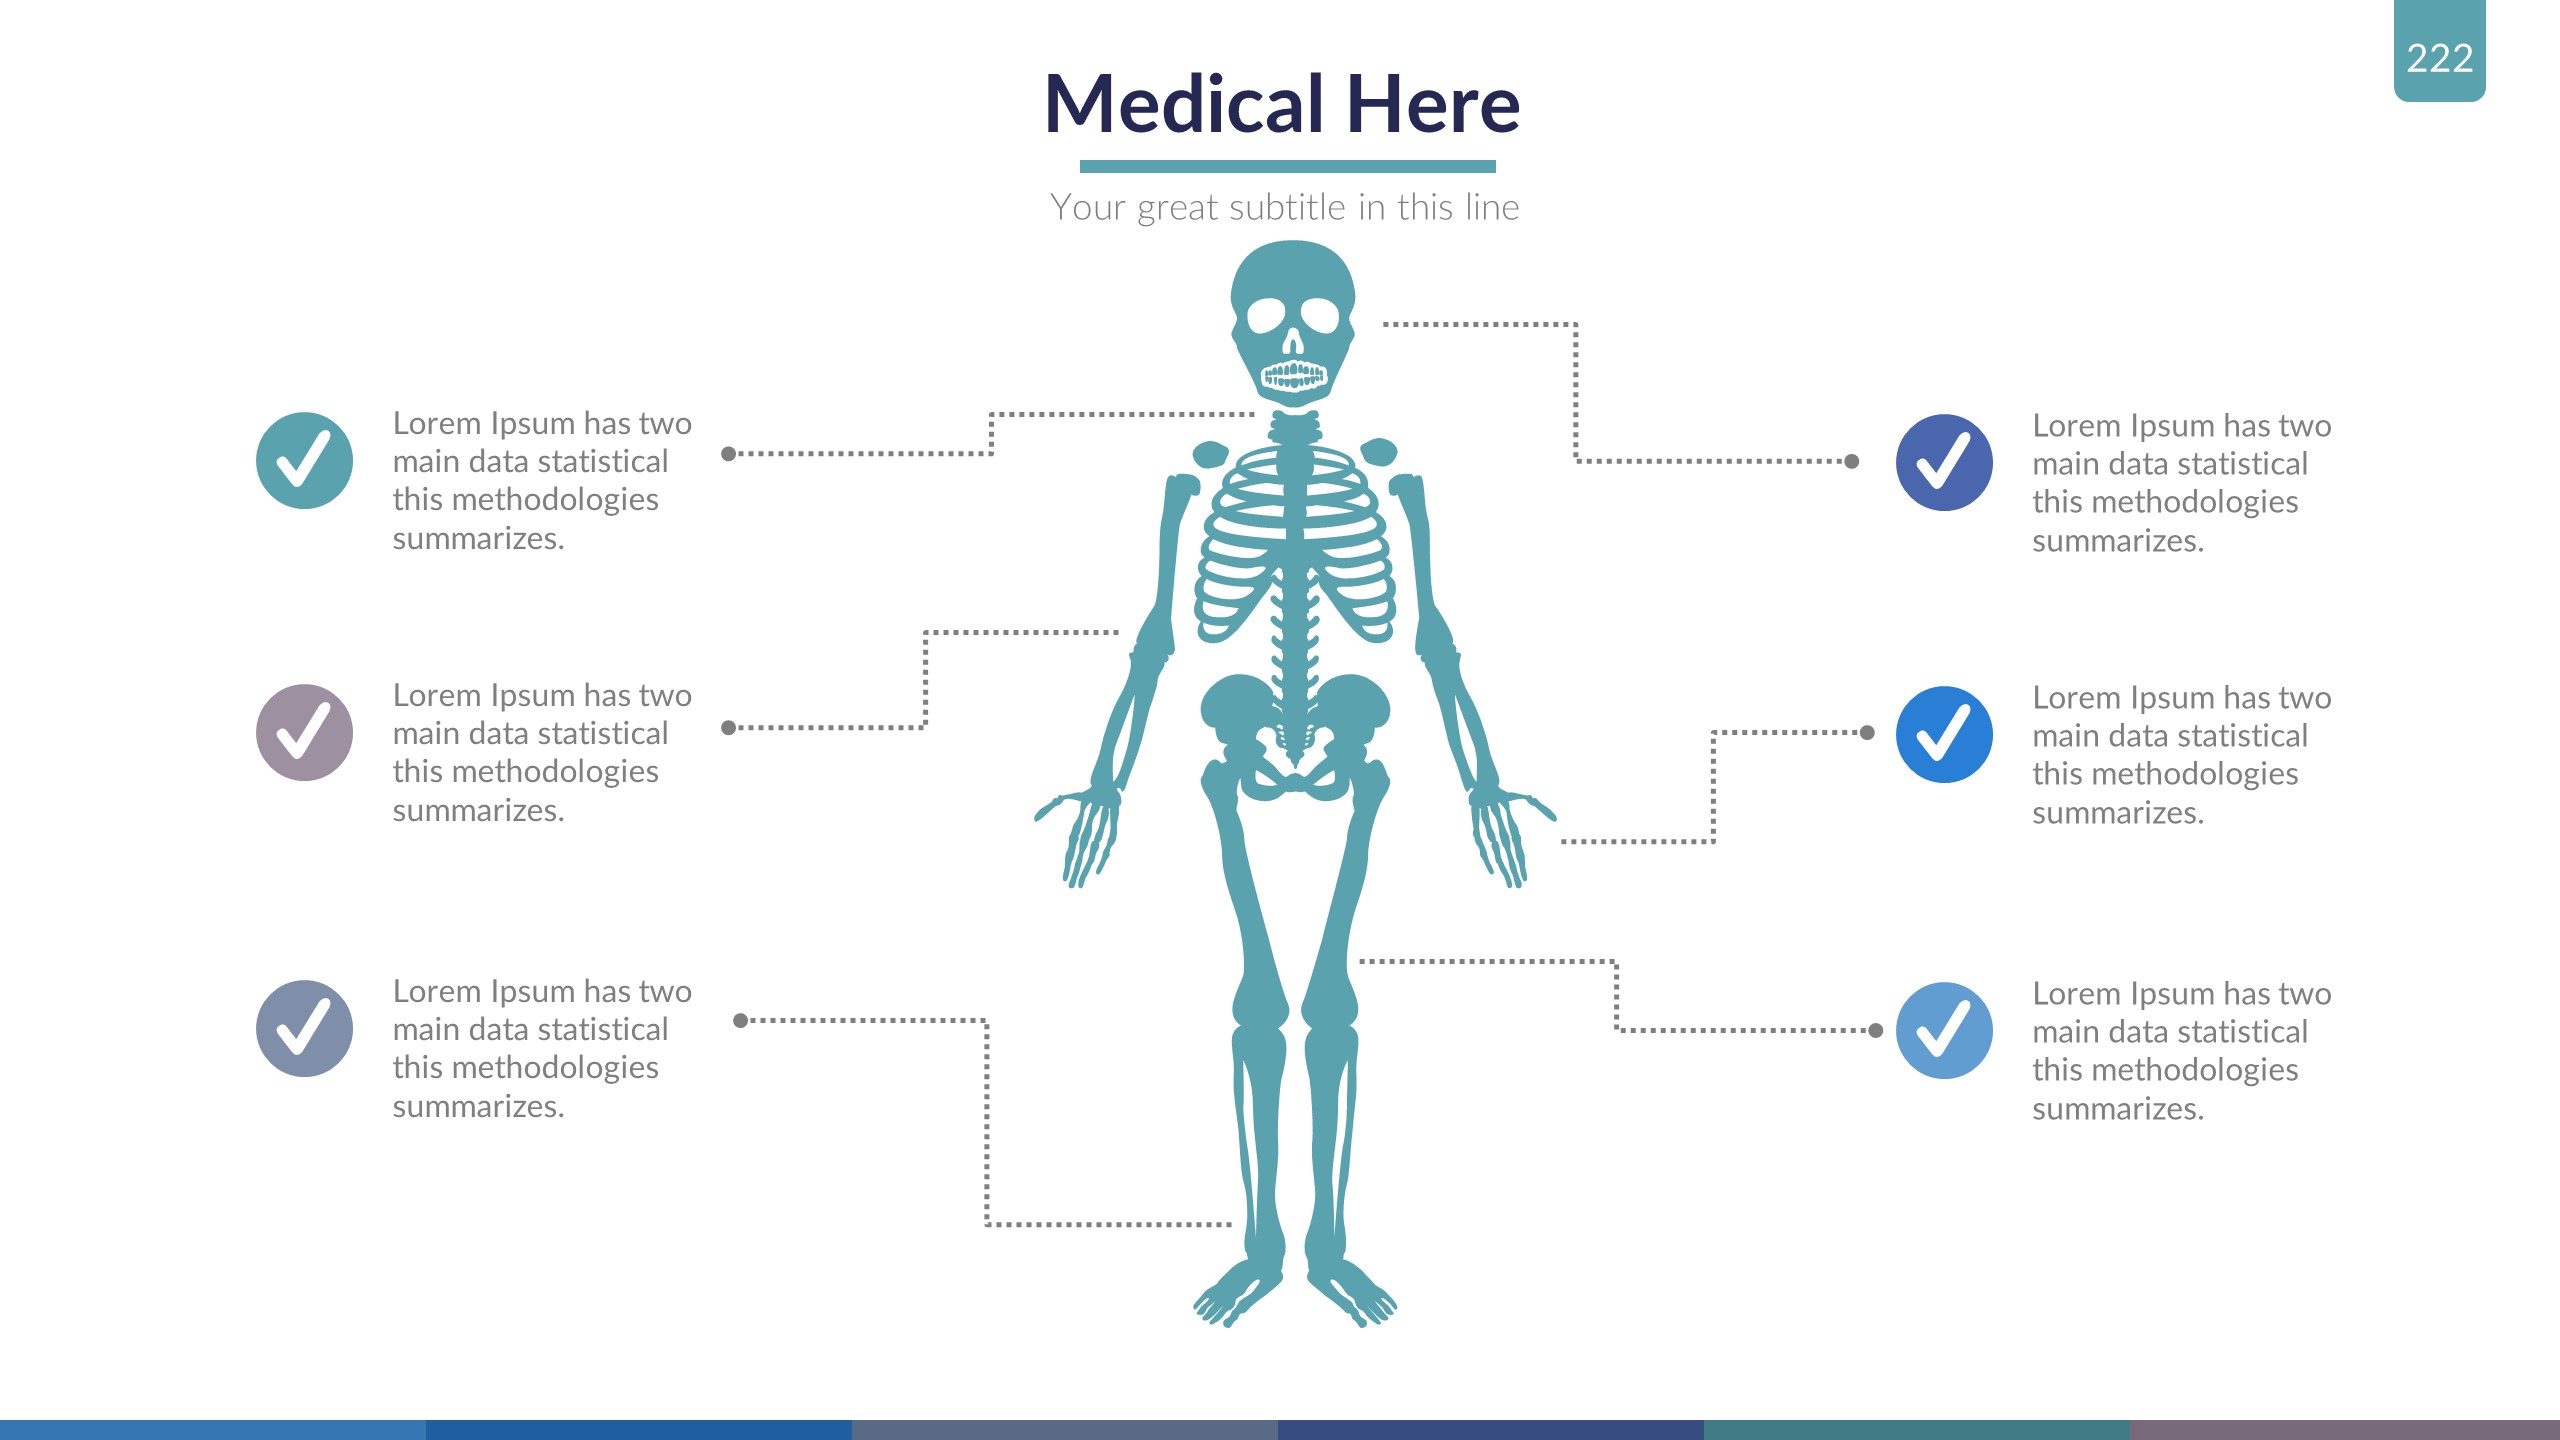 222
Medical Here
Your great subtitle in this line
Lorem Ipsum has two
main data statistical
this methodologies
summarizes.
Lorem Ipsum has two
main data statistical
this methodologies
summarizes.
Lorem Ipsum has two
main data statistical
this methodologies
summarizes.
Lorem Ipsum has two
main data statistical
this methodologies
summarizes.
Lorem Ipsum has two
main data statistical
this methodologies
summarizes.
Lorem Ipsum has two
main data statistical
this methodologies
summarizes.